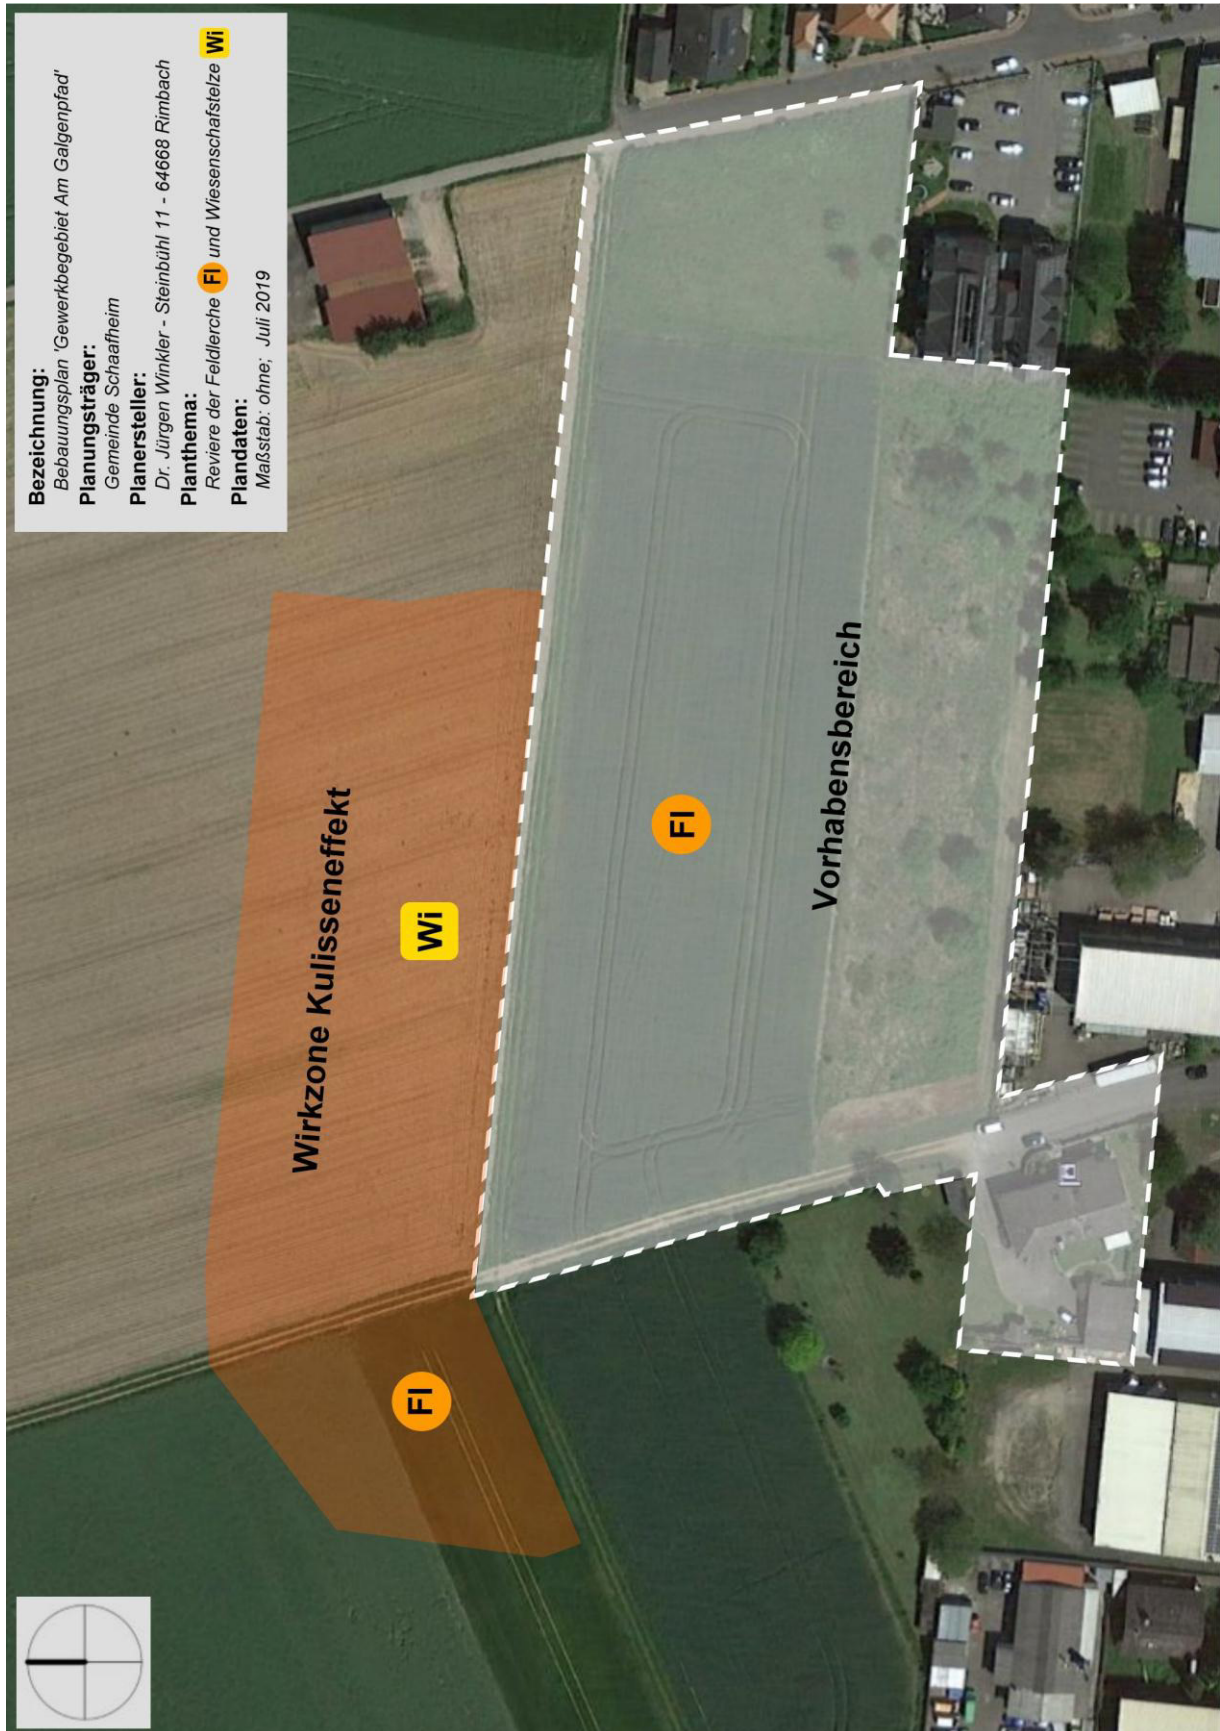 Bezeichnung:
Bebauungsplan 'Gewerkbegebiet Am Galgenpfad'
Planungsträger:
Gemeinde Schaafheim
Planersteller:
Dr. Jürgen Winkler - Steinbühl 11 - 64668 Rimbach
Planthema:
Reviere der Feldlerche Fl und Wiesenschafstelze Wi
Plandaten:
Maßstab: ohne; Juli 2019
Wirkzone Kulisseneffekt
Fl
Wi
Fl
Vorhabensbereich